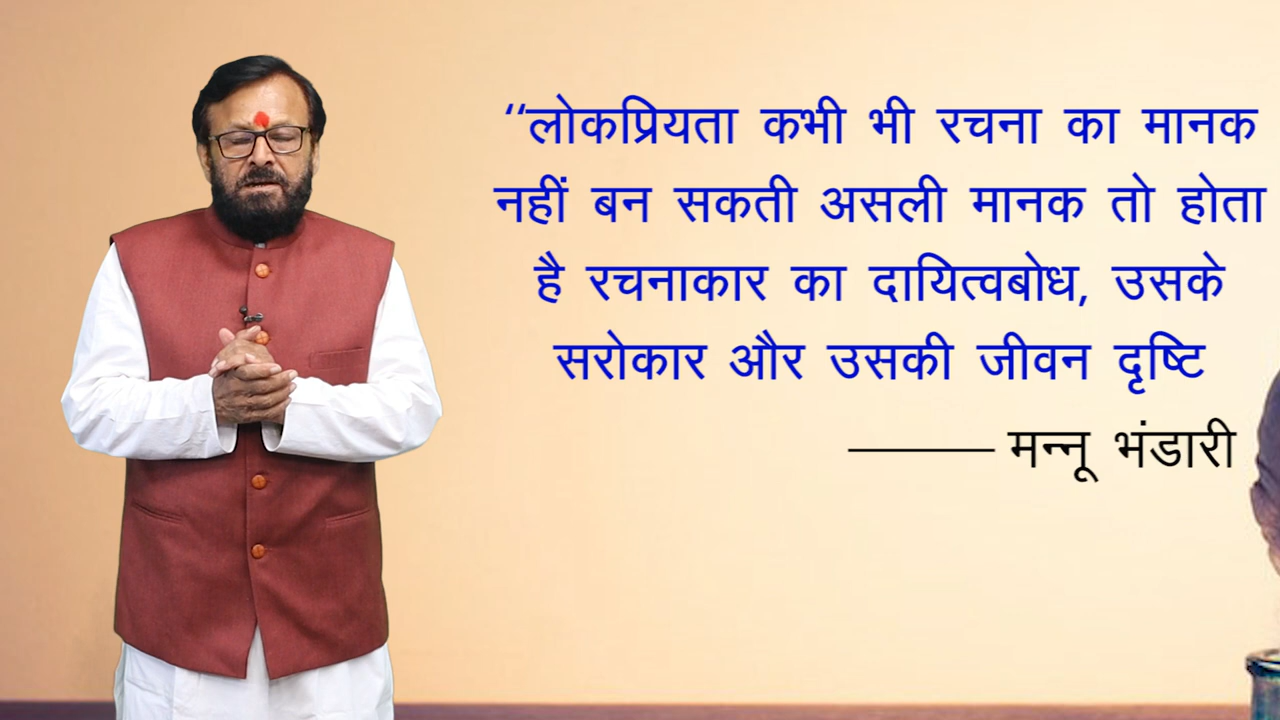 “लोकप्रियता कभी भी रचना का मानक
नहीं बन सकती असली मानक तो होता
है रचनाकार का दायित्वबोध, उसके
सरोकार और उसकी जीवन दृष्टि
——— मन्नू भंडारी